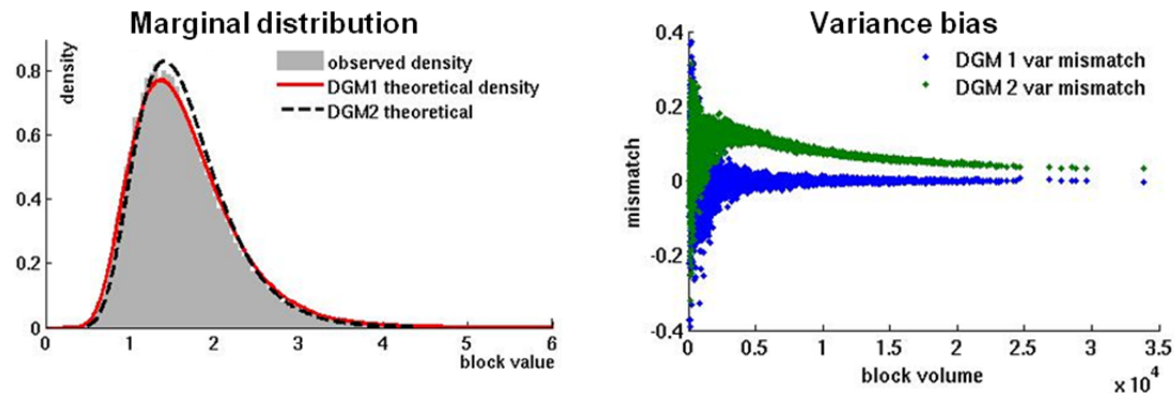 Marginal distribution
density
0.8
0.6
0.4
0.2
0
0
1
2
3
4
5
6
block value
observed density
DGM1 theoretical density
DGM2 theoretical
Variance bias
mismatch
0.4
0.2
0
-0.2
-0.4
0
0.5
1
1.5
2
2.5
3
3.5
block volume
x 10^4
DGM 1 var mismatch
DGM 2 var mismatch